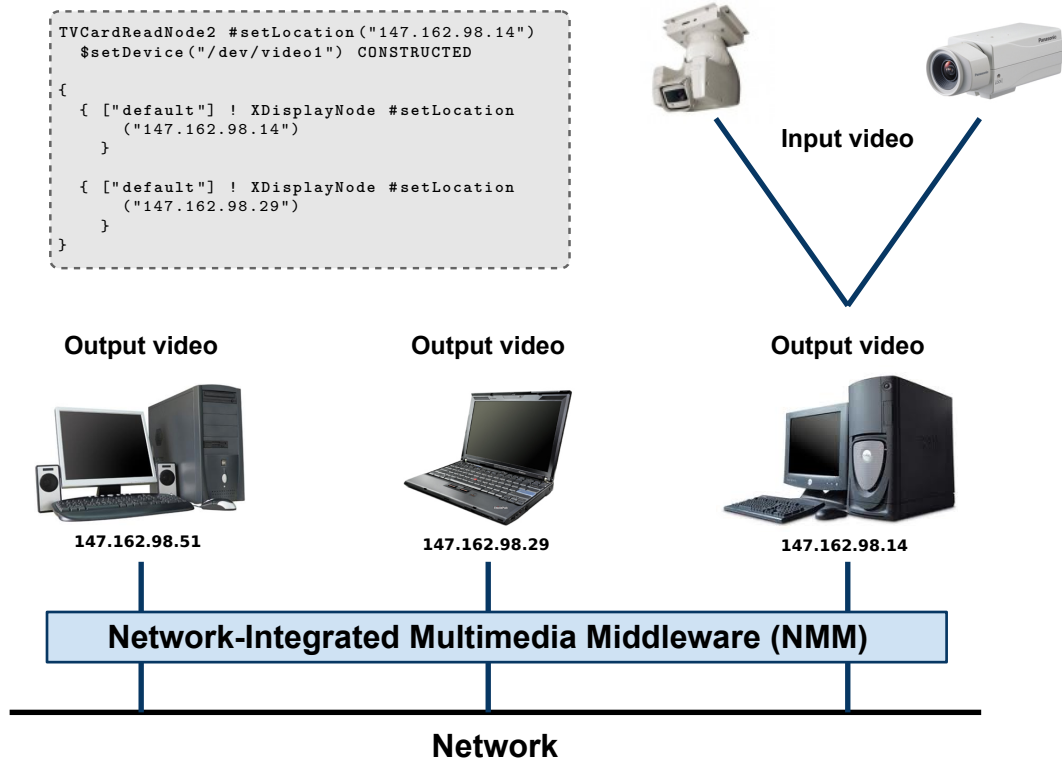 TVCardReadNode2 #setLocation("147.162.98.14")
$setDevice("/dev/video1") CONSTRUCTED
{
{ ["default"] ! XDisplayNode #setLocation
("147.162.98.14")
}
{ ["default"] ! XDisplayNode #setLocation
("147.162.98.29")
}
}
Panasonic
Input video
Output video
Output video
Output video
147.162.98.51
147.162.98.29
147.162.98.14
Network-Integrated Multimedia Middleware (NMM)
Network